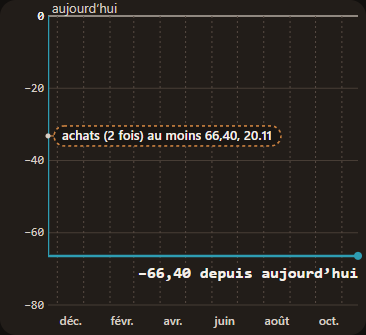 aujourd'hui
0
−20
achats (2 fois) au moins 66,40, 20.11
−40
−60
−66,40 depuis aujourd'hui
−80
déc. févr. avr. juin août oct.